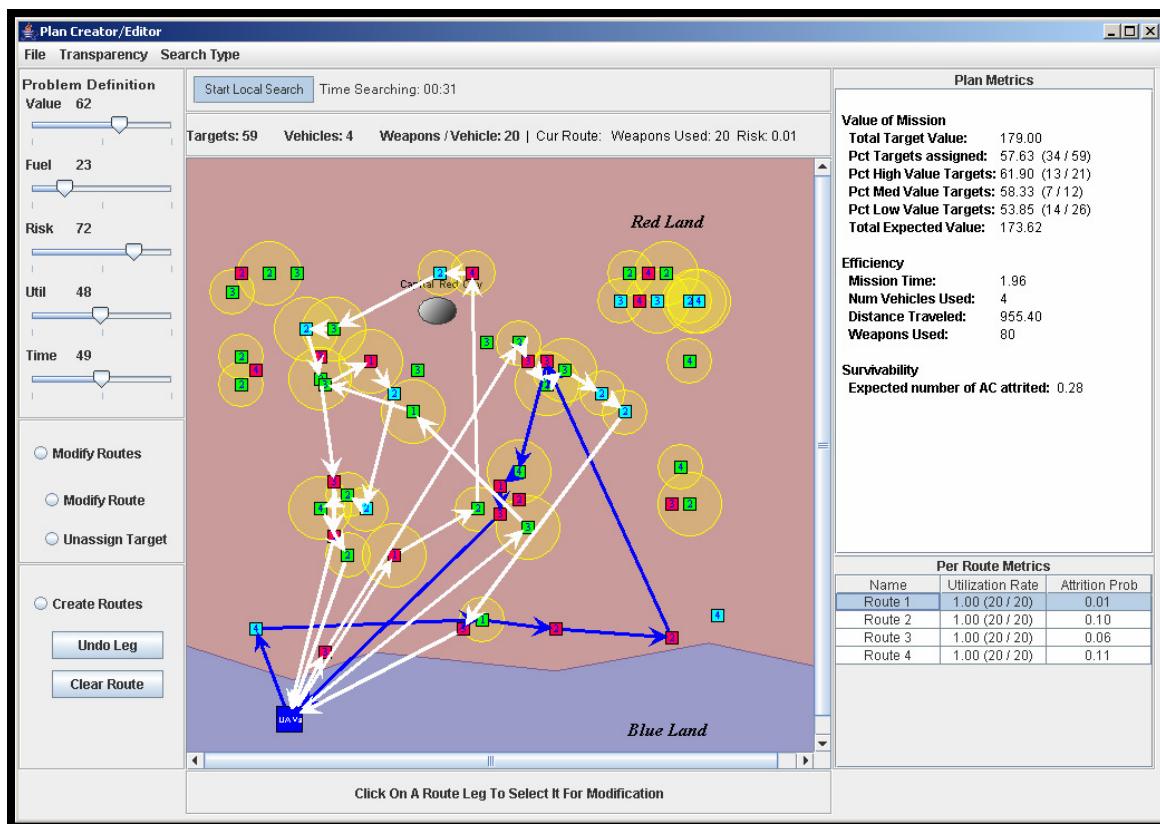 Plan Creator/Editor
File Transparency Search Type
Problem Definition
Value 62
Fuel 23
Risk 72
Util 48
Time 49
Modify Routes
Modify Route
Unassign Target
Create Routes
Undo Leg
Clear Route
Start Local Search Time Searching: 00:31
Targets: 59 Vehicles: 4 Weapons / Vehicle: 20 | Cur Route: Weapons Used: 20 Risk: 0.01
Red Land
Capital Red City
UAVs
Blue Land
Click On A Route Leg To Select It For Modification
Plan Metrics
Value of Mission
Total Target Value: 179.00
Pct Targets assigned: 57.63 (34 / 59)
Pct High Value Targets: 61.90 (13 / 21)
Pct Med Value Targets: 58.33 (7 / 12)
Pct Low Value Targets: 53.85 (14 / 26)
Total Expected Value: 173.62
Efficiency
Mission Time: 1.96
Num Vehicles Used: 4
Distance Traveled: 955.40
Weapons Used: 80
Survivability
Expected number of AC attrited: 0.28
Per Route Metrics
Name Utilization Rate Attrition Prob
Route 1 1.00 (20 / 20) 0.01
Route 2 1.00 (20 / 20) 0.10
Route 3 1.00 (20 / 20) 0.06
Route 4 1.00 (20 / 20) 0.11